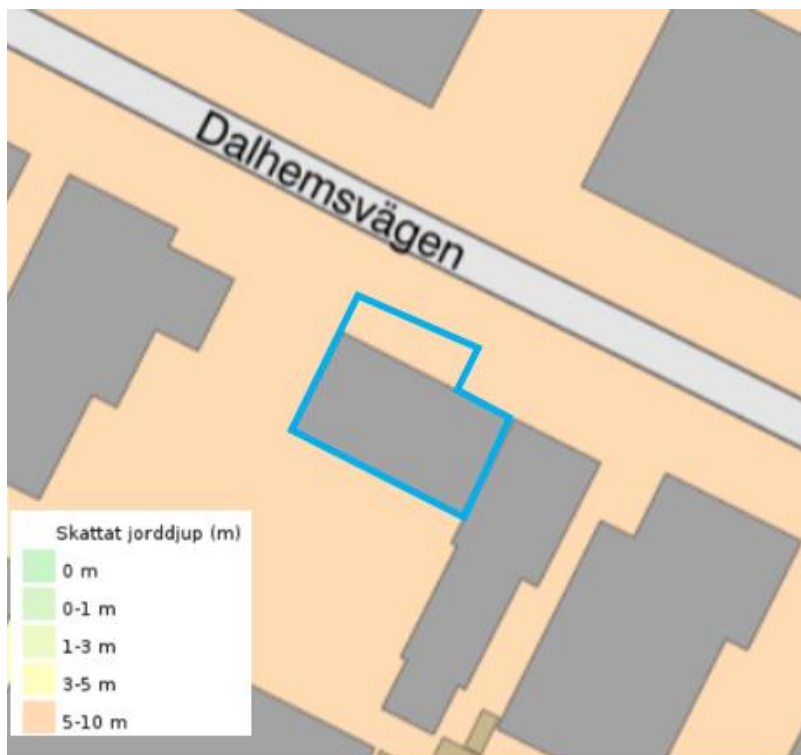 Dalhemsvägen
Skattat jorddjup (m)
0 m
0-1 m
1-3 m
3-5 m
5-10 m